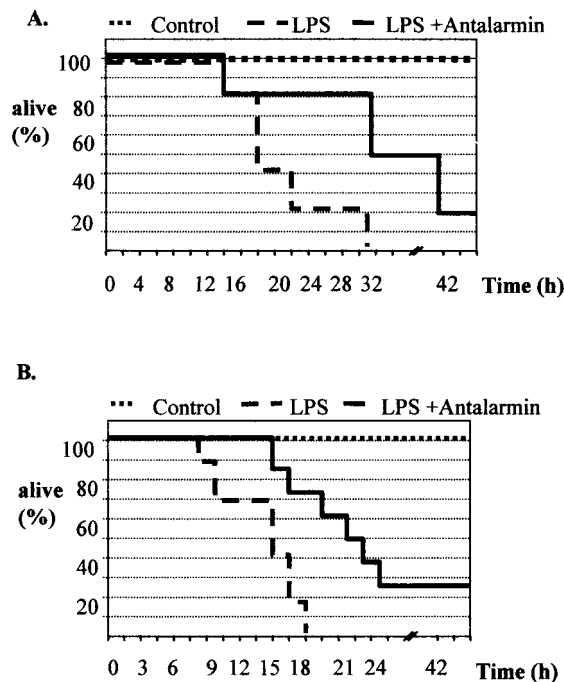 A.
Control LPS LPS +Antalarmin
100
alive 80
(%)
60
40
20
0 4 8 12 16 20 24 28 32 42 Time (h)
B.
Control LPS LPS +Antalarmin
100
alive 80
(%)
60
40
20
0 3 6 9 12 15 18 21 24 42 Time (h)